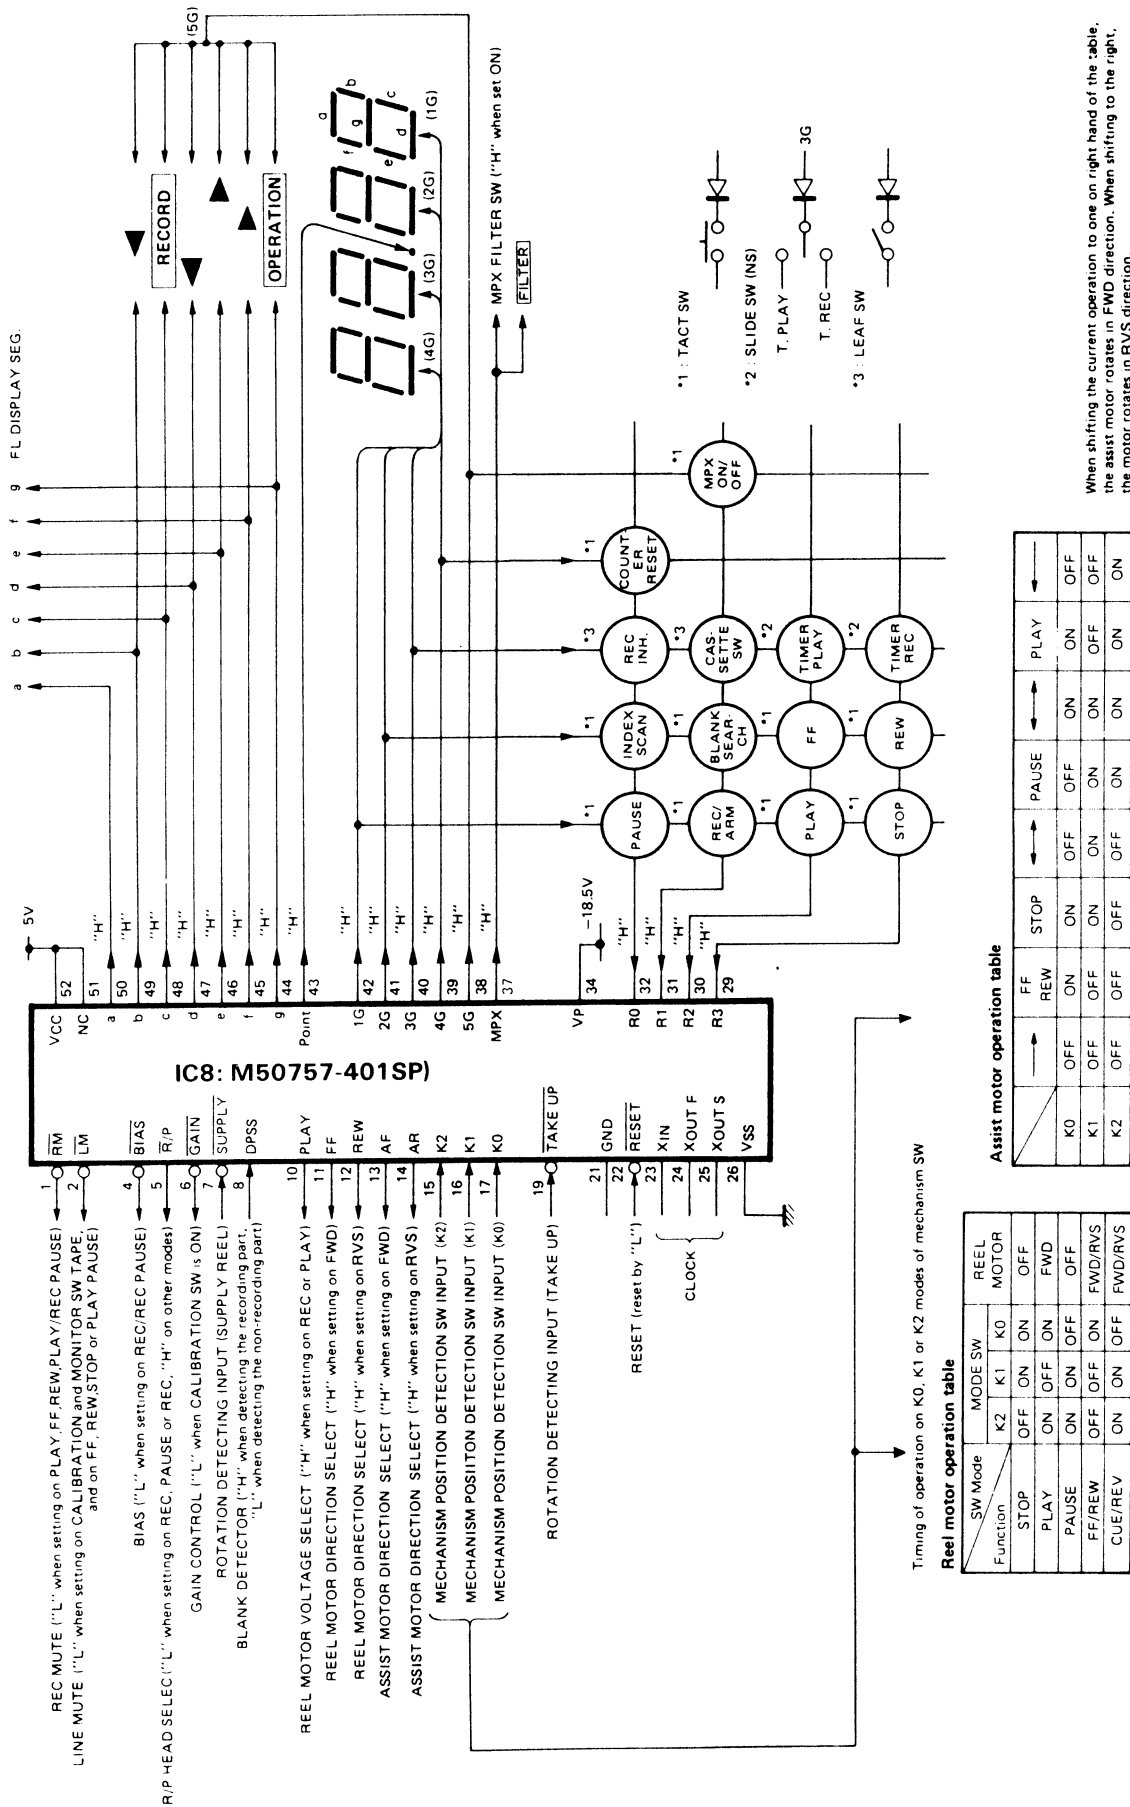 REC MUTE ("L" when setting on PLAY,FF,REW,PLAY/REC PAUSE)
LINE MUTE ("L" when setting on CALIBRATION and MONITOR SW TAPE,
and on FF, REW,STOP or PLAY PAUSE)
BIAS ("L" when setting on REC/REC PAUSE)
R/P HEAD SELEC("L" when setting on REC, PAUSE or REC, "H" on other modes)
GAIN CONTROL ("L" when CALIBRATION SW is ON)
ROTATION DETECTING INPUT (SUPPLY REEL)
BLANK DETECTOR ("H" when detecting the recording part,
"L" when detecting the non-recording part)
REEL MOTOR VOLTAGE SELECT ("H" when setting on REC or PLAY)
REEL MOTOR DIRECTION SELECT ("H" when setting on FWD)
REEL MOTOR DIRECTION SELECT ("H" when setting on RVS)
ASSIST MOTOR DIRECTION SELECT ("H" when setting on FWD)
ASSIST MOTOR DIRECTION SELECT ("H" when setting on RVS)
MECHANISM POSITION DETECTION SW INPUT (K2)
MECHANISM POSIITON DETECTION SW INPUT (K1)
MECHANISM POSITION DETECTION SW INPUT (K0)
ROTATION DETECTING INPUT (TAKE UP)
RESET (reset by "L")
CLOCK
1 RM
2 LM
4 BIAS
5 R/P
6 GAIN
7 SUPPLY
8 DPSS
10 PLAY
11 FF
12 REW
13 AF
14 AR
15 K2
16 K1
17 K0
19 TAKE UP
21 GND
22 RESET
23 XIN
24 XOUT F
25 XOUT S
26 VSS
IC8: M50757-401SP)
VCC 52
NC 51
a 50 "H"
b 49 "H"
c 48 "H"
d 47 "H"
e 46 "H"
f 45 "H"
g 44 "H"
Point 43 "H"
1G 42 "H"
2G 41 "H"
3G 40 "H"
4G 39 "H"
5G 38 "H"
MPX 37 "H"
VP 34
R0 32 "H"
R1 31 "H"
R2 30 "H"
R3 29 "H"
5V
-18.5V
a b c d e f g FL DISPLAY SEG.
RECORD
OPERATION
(5G)
(4G) (3G) (2G) (1G)
a
b
c
d
e
f
g
MPX FILTER SW ("H" when set ON)
FILTER
PAUSE *1
INDEX SCAN *1
REC INH. *3
COUNT- ER RESET *1
REC/ ARM *1
BLANK SEAR- CH *1
CAS- SETTE SW *3
MPX ON/ OFF *1
PLAY *1
FF *1
TIMER PLAY *2
STOP *1
REW *1
TIMER REC *2
*1 : TACT SW
*2 : SLIDE SW (NS)
T. PLAY
T. REC
3G
*3 : LEAF SW
Timing of operation on K0, K1 or K2 modes of mechanism SW
Reel motor operation table
SW Mode MODE SW REEL MOTOR
Function K2 K1 K0
STOP OFF ON ON OFF
PLAY ON OFF ON FWD
PAUSE ON ON OFF OFF
FF/REW OFF OFF ON FWD/RVS
CUE/REV ON OFF OFF FWD/RVS
Assist motor operation table
→ FF REW STOP ↔ PAUSE ↔ PLAY ←
K0 OFF ON ON OFF OFF ON ON OFF
K1 OFF OFF ON ON ON ON OFF OFF
K2 OFF OFF OFF OFF ON ON ON ON
When shifting the current operation to one on right hand of the table,
the assist motor rotates in FWD direction. When shifting to the right,
the motor rotates in RVS direction.